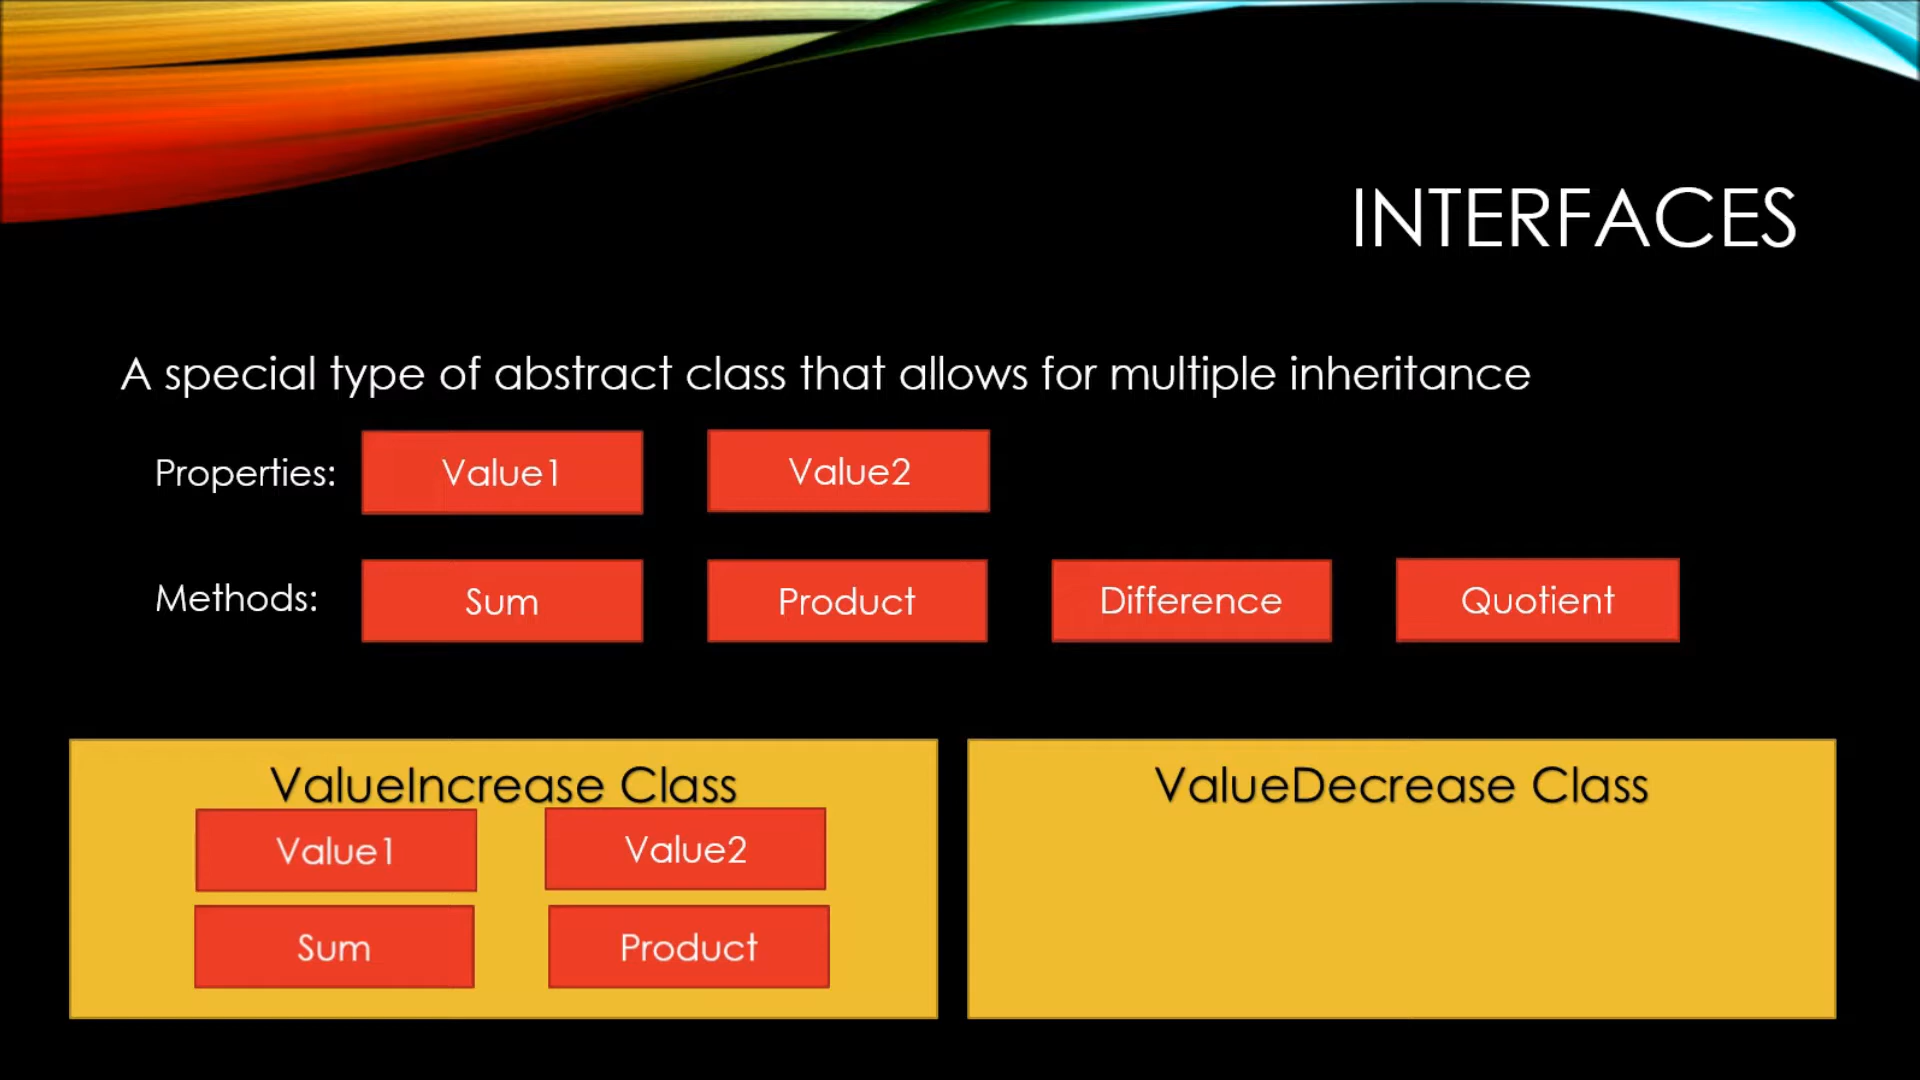 INTERFACES
A special type of abstract class that allows for multiple inheritance
Properties: Value1 Value2
Methods: Sum Product Difference Quotient
ValueIncrease Class
Value1 Value2
Sum Product
ValueDecrease Class